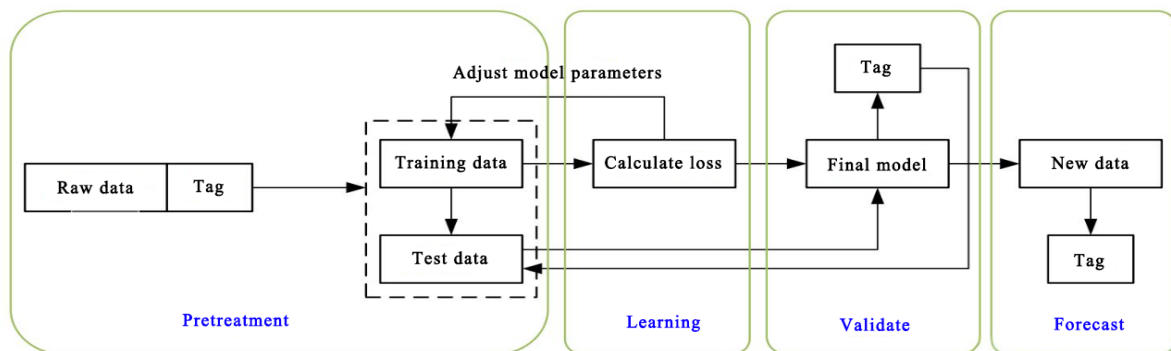 Adjust model parameters
Tag
Raw data
Tag
Training data
Calculate loss
Final model
New data
Test data
Tag
Pretreatment
Learning
Validate
Forecast